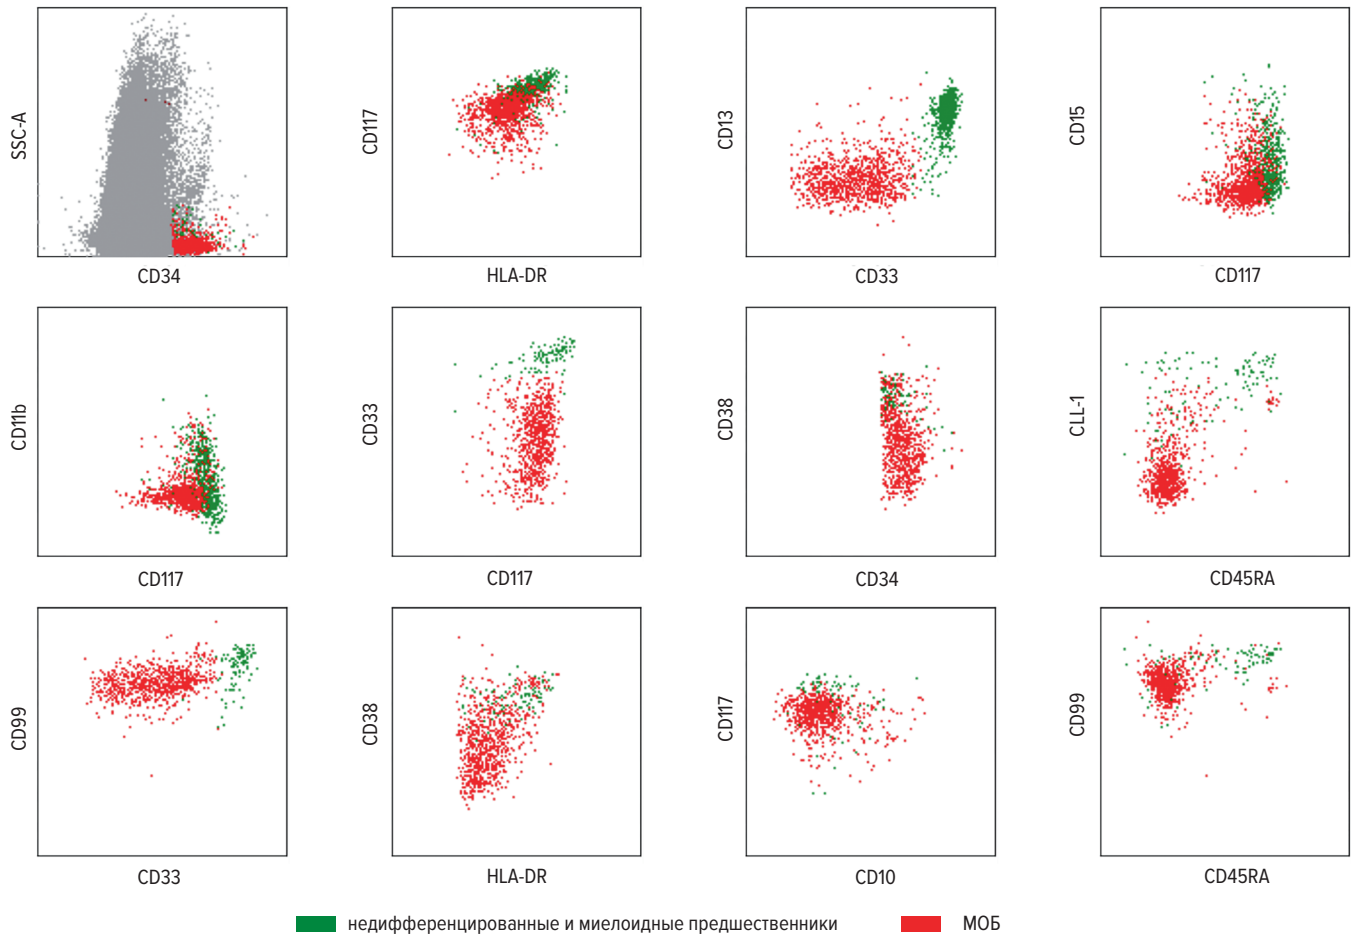 SSC-A
CD34
CD117
HLA-DR
CD13
CD33
CD15
CD117
CD11b
CD117
CD33
CD117
CD38
CD34
CLL-1
CD45RA
CD99
CD33
CD38
HLA-DR
CD117
CD10
CD99
CD45RA
недифференцированные и миелоидные предшественники
МОБ